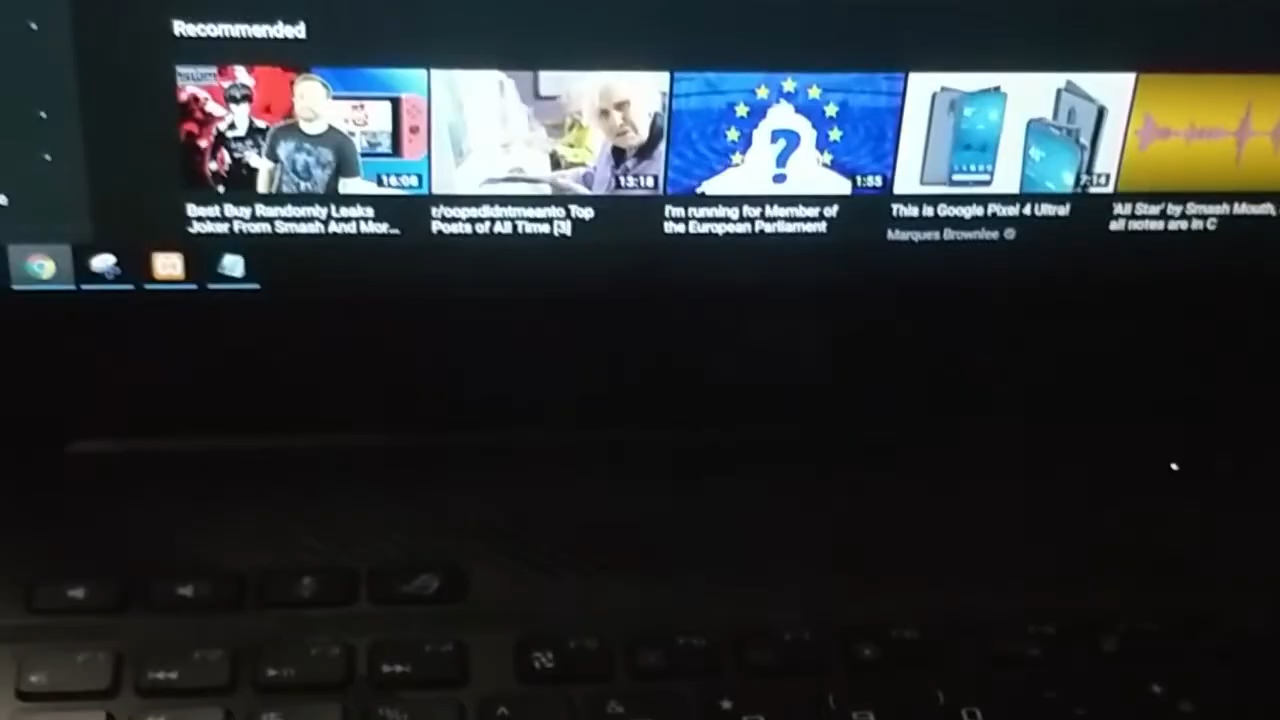 Recommended
16:08
13:18
1:55
7:14
Best Buy Randomly Leaks
Joker From Smash And Mor...
r/oopsdidntmeanto Top
Posts of All Time [3]
I'm running for Member of
the European Parliament
This is Google Pixel 4 Ultra!
Marques Brownlee
'All Star' by Smash Mouth,
all notes are in C